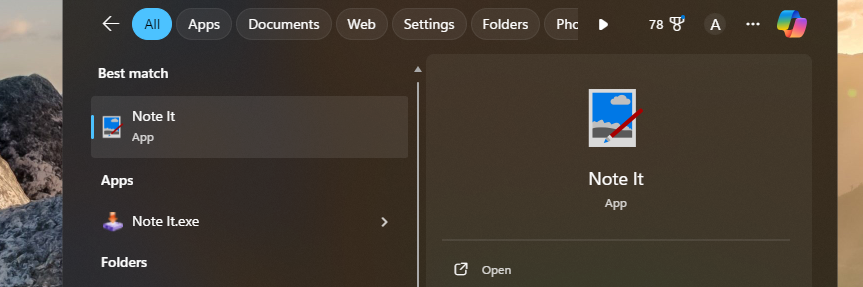 All Apps Documents Web Settings Folders Pho 78 A
Best match
Note It
App
Apps
Note It.exe
Folders
Note It
App
Open